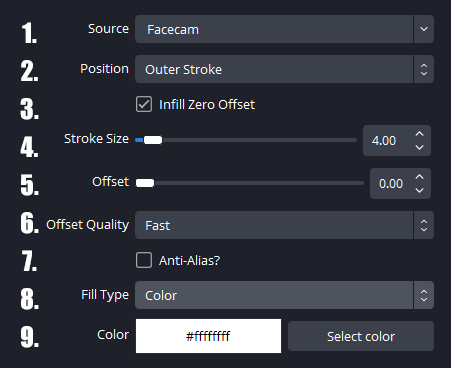 1. Source Facecam
2. Position Outer Stroke
3. Infill Zero Offset
4. Stroke Size 4.00
5. Offset 0.00
6. Offset Quality Fast
7. Anti-Alias?
8. Fill Type Color
9. Color #ffffffff Select color